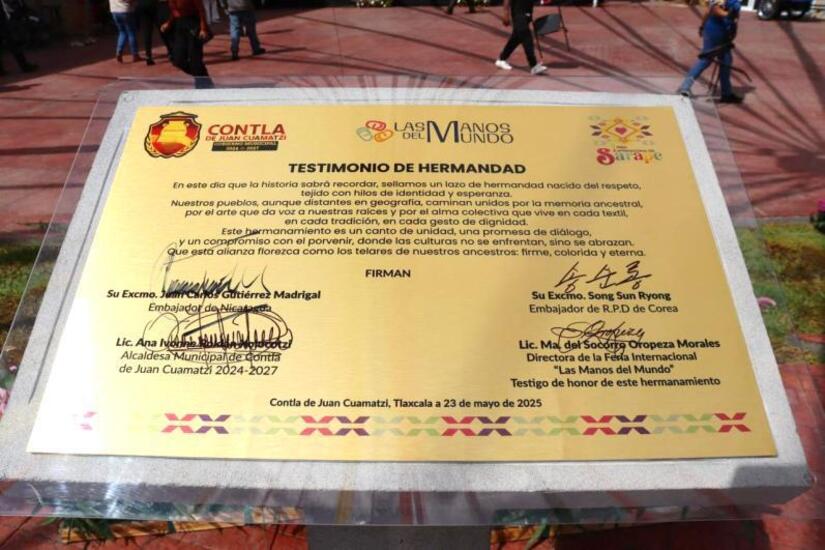 CONTLA
DE JUAN CUAMATZI
GOBIERNO MUNICIPAL
2024 - 2027
LAS MANOS
DEL MUNDO
Sarape
TESTIMONIO DE HERMANDAD
En este día que la historia sabrá recordar, sellamos un lazo de hermandad nacido del respeto,
tejido con hilos de identidad y esperanza.
Nuestros pueblos, aunque distantes en geografía, caminan unidos por la memoria ancestral,
por el arte que da voz a nuestras raíces y por el alma colectiva que vive en cada textil,
en cada tradición, en cada gesto de dignidad.
Este hermanamiento es un canto de unidad, una promesa de diálogo,
y un compromiso con el porvenir, donde las culturas no se enfrentan, sino se abrazan.
Que esta alianza florezca como los telares de nuestros ancestros: firme, colorida y eterna.
FIRMAN
Su Excmo. Juan Carlos Gutiérrez Madrigal
Embajador de Nicaragua
Su Excmo. Song Sun Ryong
Embajador de R.P.D de Corea
Lic. Ana Ivonne Roldán
Alcaldesa Municipal de Contla
de Juan Cuamatzi 2024-2027
Lic. Ma. del Socorro Oropeza Morales
Directora de la Feria Internacional
"Las Manos del Mundo"
Testigo de honor de este hermanamiento
Contla de Juan Cuamatzi, Tlaxcala a 23 de mayo de 2025